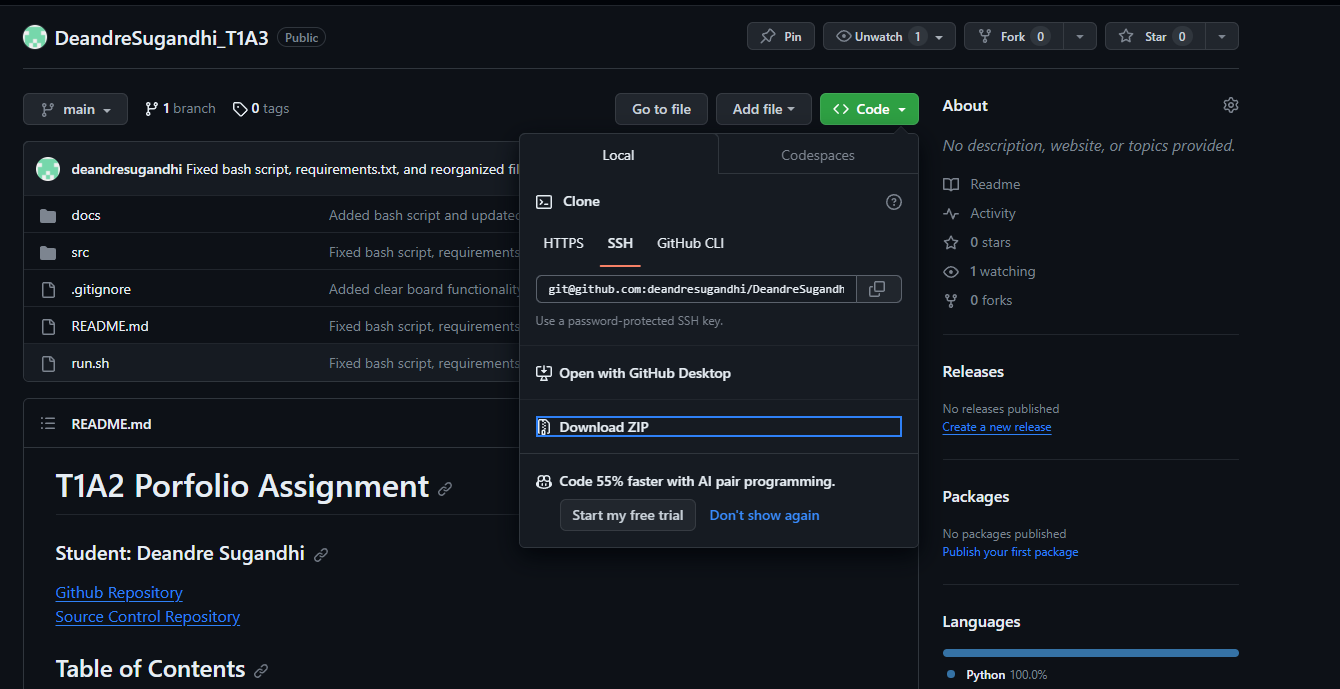 DeandreSugandhi_T1A3 Public
Pin
Unwatch 1
Fork 0
Star 0
main
1 branch
0 tags
Go to file
Add file
<> Code
deandresugandhi Fixed bash script, requirements.txt, and reorganized fil
docs Added bash script and updated
src Fixed bash script, requirements
.gitignore Added clear board functionality
README.md Fixed bash script, requirements
run.sh Fixed bash script, requirements
Local
Codespaces
Clone
HTTPS
SSH
GitHub CLI
git@github.com:deandresugandhi/DeandreSugandh
Use a password-protected SSH key.
Open with GitHub Desktop
Download ZIP
Code 55% faster with AI pair programming.
Start my free trial
Don't show again
README.md
T1A2 Porfolio Assignment
Student: Deandre Sugandhi
Github Repository
Source Control Repository
Table of Contents
About
No description, website, or topics provided.
Readme
Activity
0 stars
1 watching
0 forks
Releases
No releases published
Create a new release
Packages
No packages published
Publish your first package
Languages
Python 100.0%